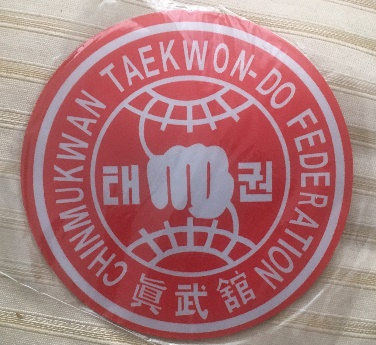 CHINMUKWAN TAEKWON-DO FEDERATION
태권
眞武舘